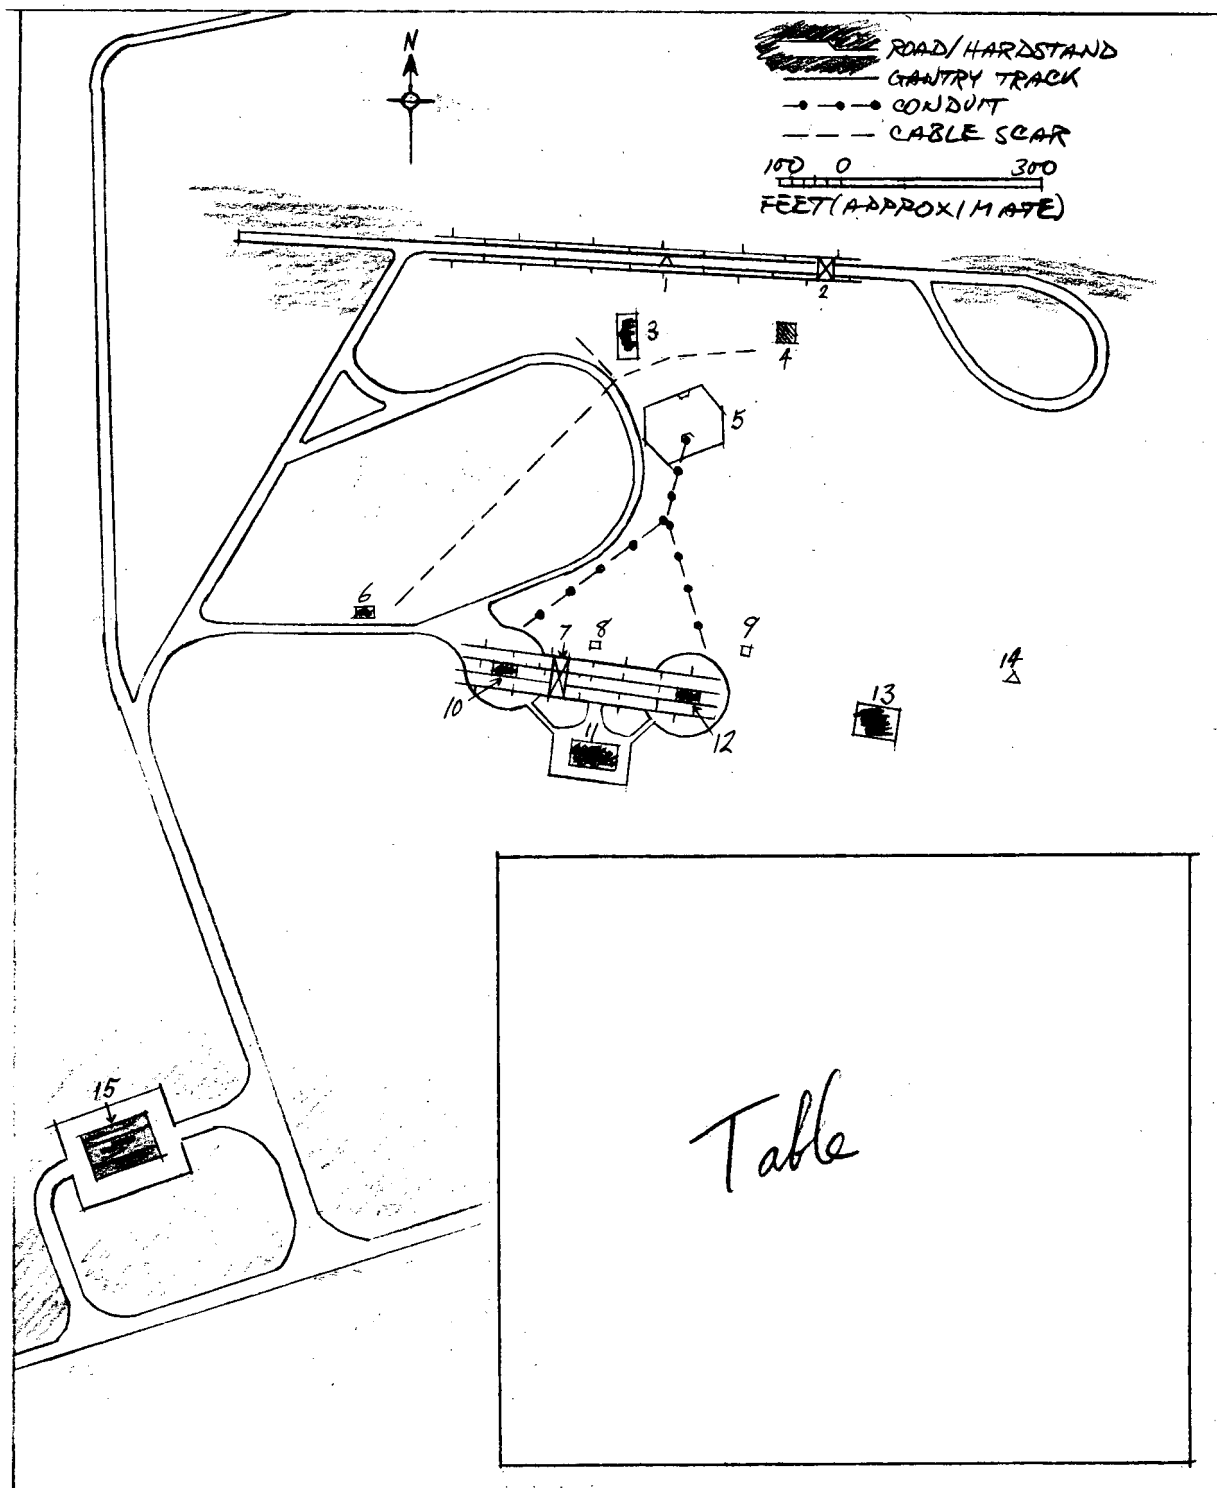 N
ROAD/HARDSTAND
GANTRY TRACK
CONDUIT
CABLE SCAR
100 0 300
FEET (APPROXIMATE)
1
2
3
4
5
6
7
8
9
10
11
12
13
14
15
Table